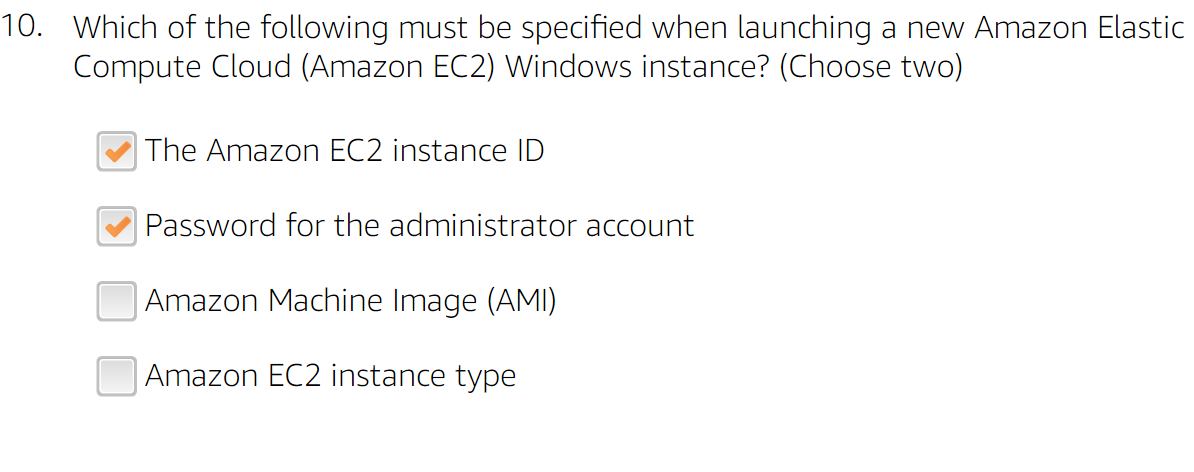 10. Which of the following must be specified when launching a new Amazon Elastic
Compute Cloud (Amazon EC2) Windows instance? (Choose two)
The Amazon EC2 instance ID
Password for the administrator account
Amazon Machine Image (AMI)
Amazon EC2 instance type